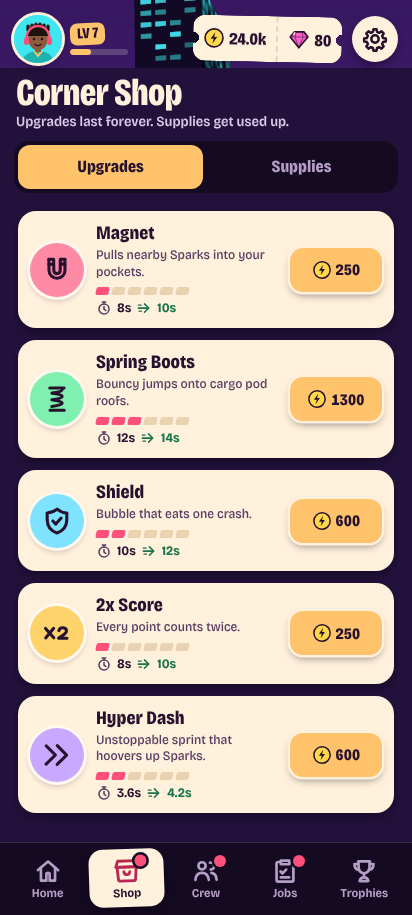 LV 7
24.0k
80
Corner Shop
Upgrades last forever. Supplies get used up.
Upgrades
Supplies
Magnet
Pulls nearby Sparks into your
pockets.
8s 10s
250
Spring Boots
Bouncy jumps onto cargo pod
roofs.
12s 14s
1300
Shield
Bubble that eats one crash.
10s 12s
600
x2
2x Score
Every point counts twice.
8s 10s
250
Hyper Dash
Unstoppable sprint that
hoovers up Sparks.
3.6s 4.2s
600
Home
Shop
Crew
Jobs
Trophies